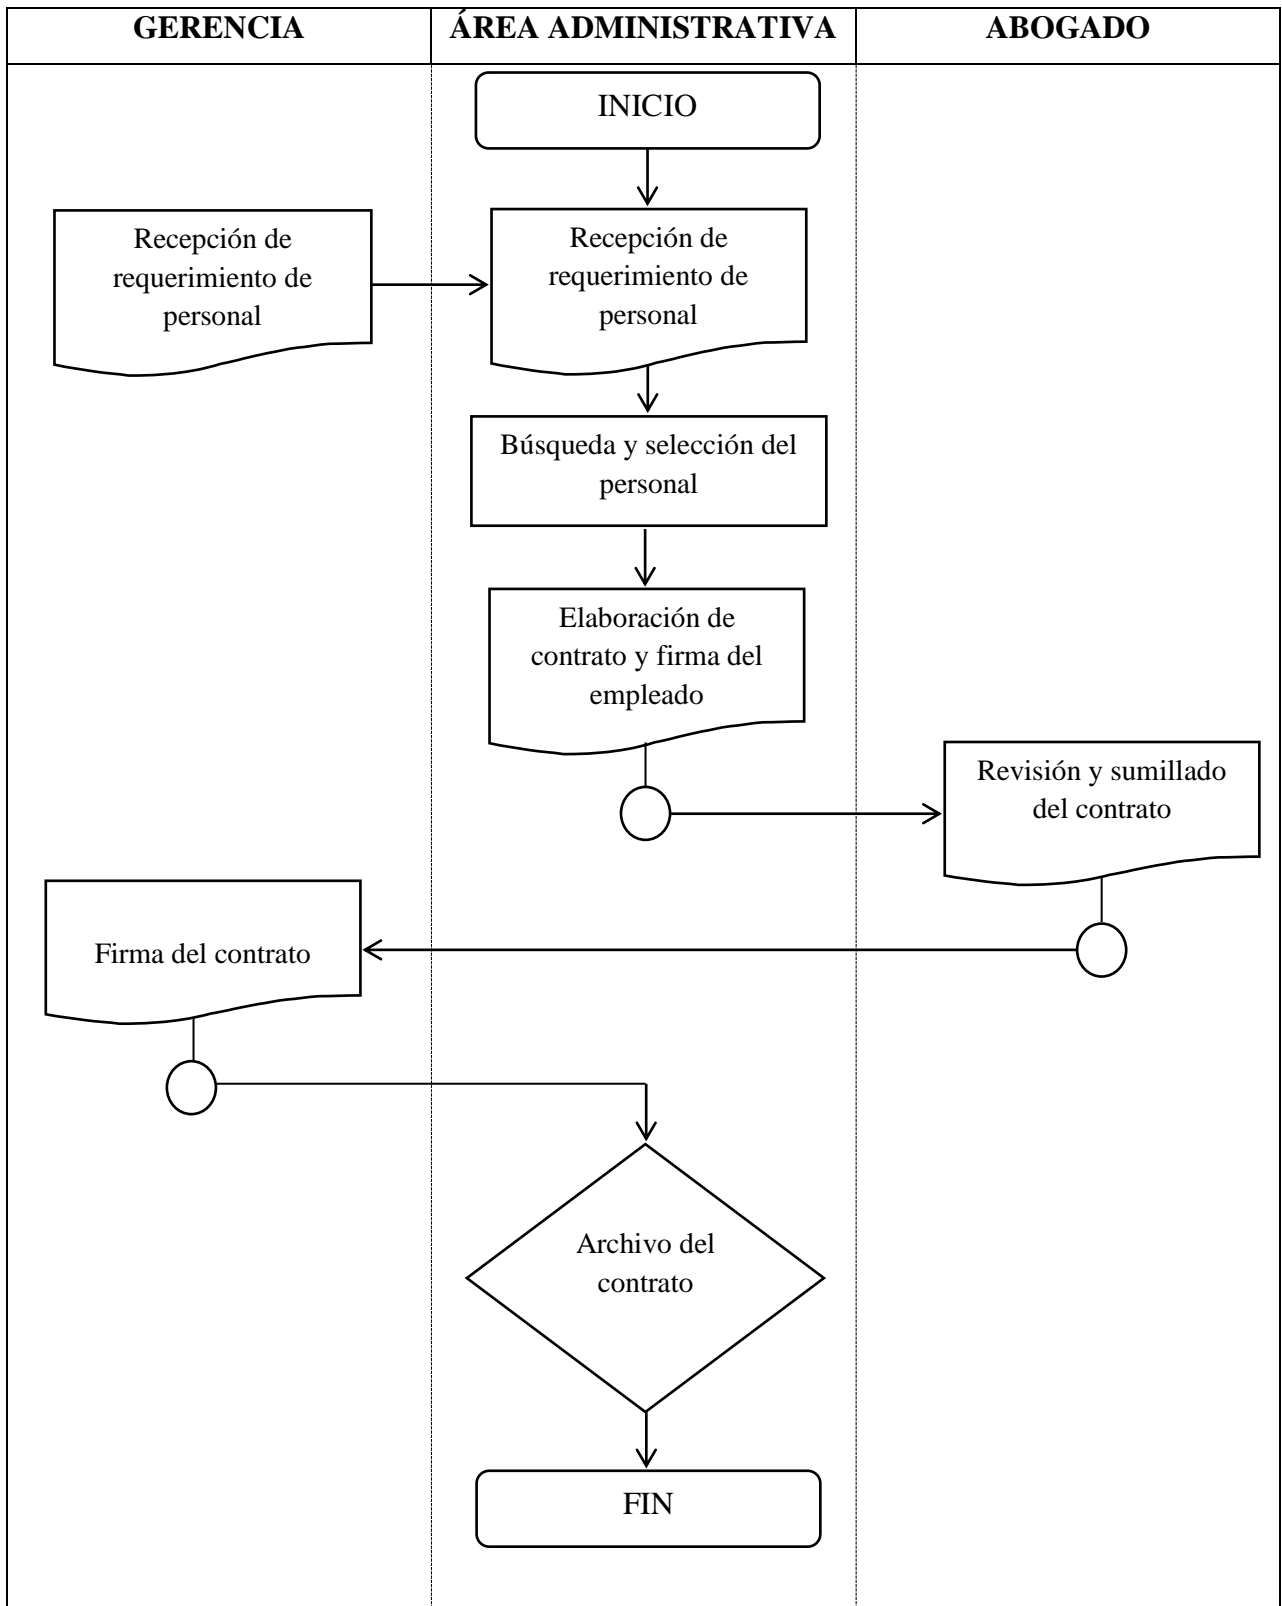 GERENCIA
ÁREA ADMINISTRATIVA
ABOGADO
INICIO
Recepción de
requerimiento de
personal
Recepción de
requerimiento de
personal
Búsqueda y selección del
personal
Elaboración de
contrato y firma del
empleado
Revisión y sumillado
del contrato
Firma del contrato
Archivo del
contrato
FIN